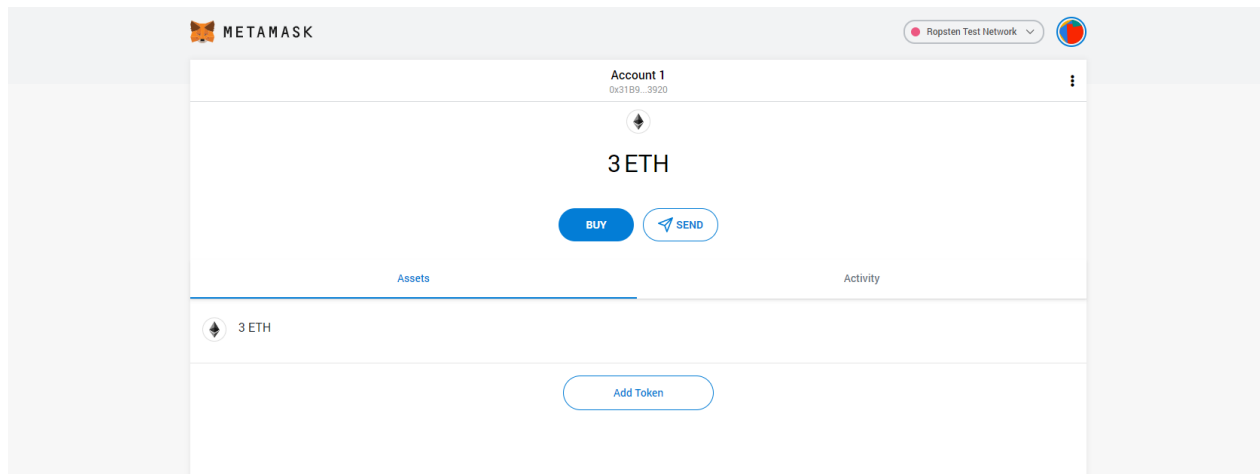 METAMASK
Ropsten Test Network
Account 1
0x31B9...3920
3 ETH
BUY
SEND
Assets
Activity
3 ETH
Add Token